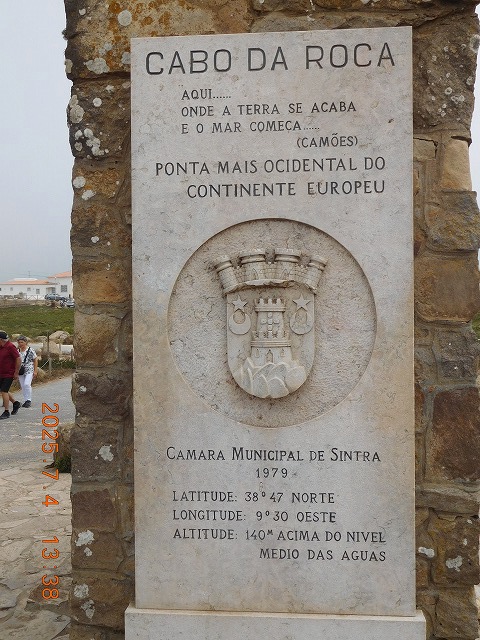 CABO DA ROCA
AQUI......
ONDE A TERRA SE ACABA
E O MAR COMEÇA.....
(CAMÕES)
PONTA MAIS OCIDENTAL DO
CONTINENTE EUROPEU
CAMARA MUNICIPAL DE SINTRA
1979
LATITUDE: 38º 47 NORTE
LONGITUDE: 9º 30 OESTE
ALTITUDE: 140ᴹ ACIMA DO NIVEL
MEDIO DAS AGUAS
2025 7 4 13:38